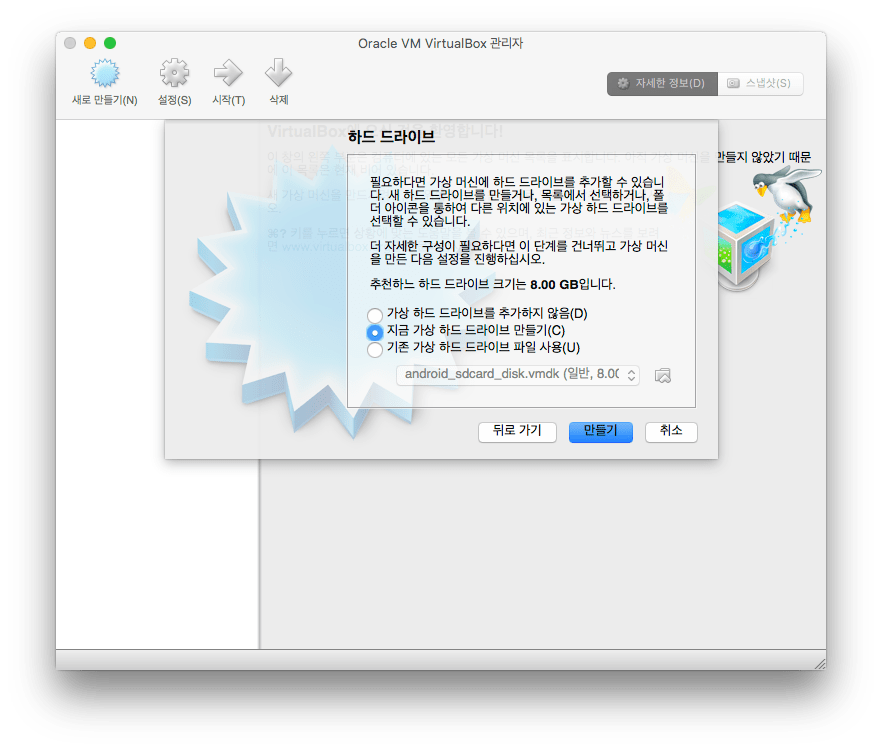 Oracle VM VirtualBox 관리자
새로 만들기(N)
설정(S)
시작(T)
삭제
자세한 정보(D)
스냅샷(S)
하드 드라이브
만들지 않았기 때문
필요하다면 가상 머신에 하드 드라이브를 추가할 수 있습니
다. 새 하드 드라이브를 만들거나, 목록에서 선택하거나, 폴
더 아이콘을 통하여 다른 위치에 있는 가상 하드 드라이브를
선택할 수 있습니다.
더 자세한 구성이 필요하다면 이 단계를 건너뛰고 가상 머신
을 만든 다음 설정을 진행하십시오.
추천하느 하드 드라이브 크기는 8.00 GB입니다.
가상 하드 드라이브를 추가하지 않음(D)
지금 가상 하드 드라이브 만들기(C)
기존 가상 하드 드라이브 파일 사용(U)
android_sdcard_disk.vmdk (일반, 8.00
뒤로 가기
만들기
취소